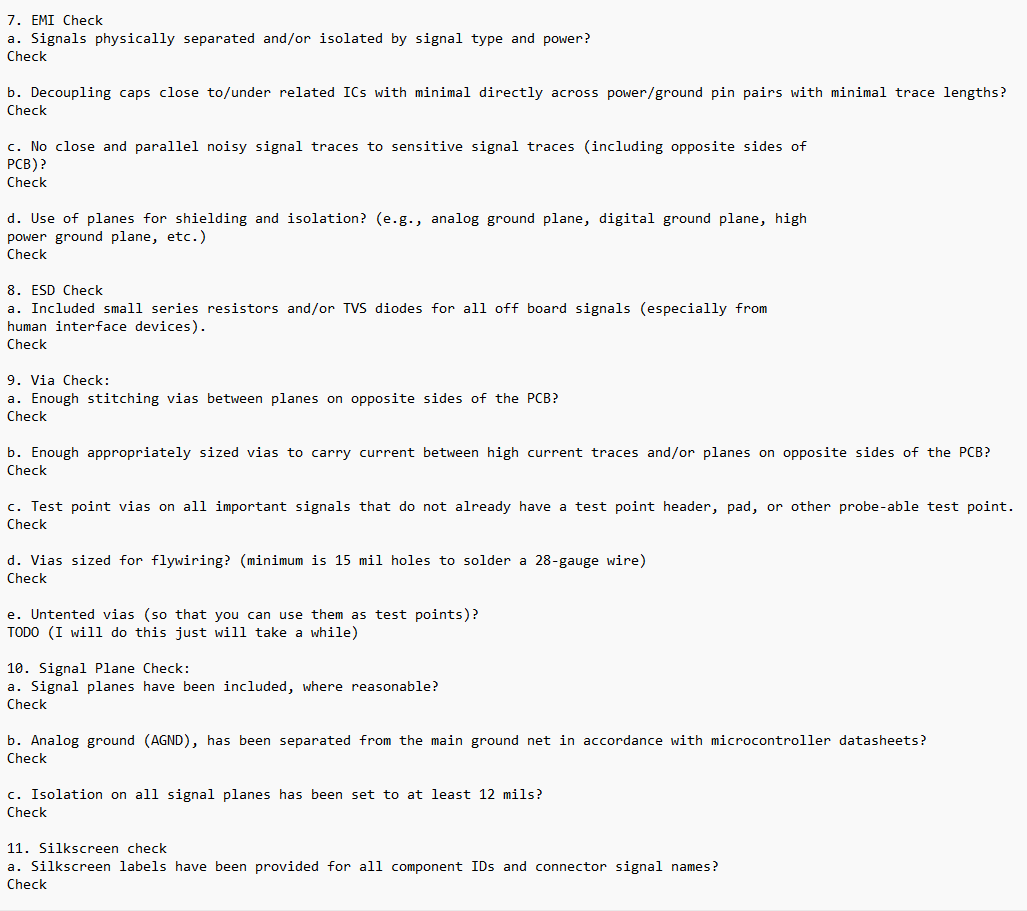 7. EMI Check
a. Signals physically separated and/or isolated by signal type and power?
Check
b. Decoupling caps close to/under related ICs with minimal directly across power/ground pin pairs with minimal trace lengths?
Check
c. No close and parallel noisy signal traces to sensitive signal traces (including opposite sides of
PCB)?
Check
d. Use of planes for shielding and isolation? (e.g., analog ground plane, digital ground plane, high
power ground plane, etc.)
Check
8. ESD Check
a. Included small series resistors and/or TVS diodes for all off board signals (especially from
human interface devices).
Check
9. Via Check:
a. Enough stitching vias between planes on opposite sides of the PCB?
Check
b. Enough appropriately sized vias to carry current between high current traces and/or planes on opposite sides of the PCB?
Check
c. Test point vias on all important signals that do not already have a test point header, pad, or other probe-able test point.
Check
d. Vias sized for flywiring? (minimum is 15 mil holes to solder a 28-gauge wire)
Check
e. Untented vias (so that you can use them as test points)?
TODO (I will do this just will take a while)
10. Signal Plane Check:
a. Signal planes have been included, where reasonable?
Check
b. Analog ground (AGND), has been separated from the main ground net in accordance with microcontroller datasheets?
Check
c. Isolation on all signal planes has been set to at least 12 mils?
Check
11. Silkscreen check
a. Silkscreen labels have been provided for all component IDs and connector signal names?
Check